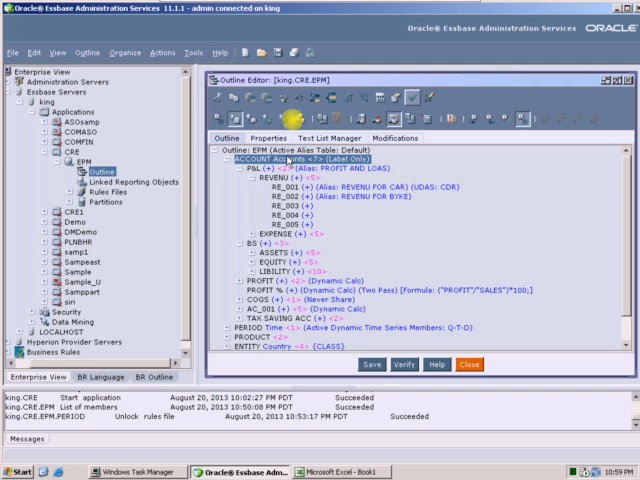 Oracle® Essbase Administration Services 11.1.1 - admin connected on king
Oracle® Essbase Administration Services ORACLE
File Edit View Outline Organize Actions Tools Help
Enterprise View
Administration Servers
Essbase Servers
king
Applications
ASOsamp
COMASO
COMFIN
CRE
EPM
Outline
Linked Reporting Objects
Rules Files
Partitions
CRE1
Demo
DMDemo
PLNBHR
samp1
Sampeast
Sample
Sample_U
Samppart
siri
Security
Data Mining
LOCALHOST
Hyperion Provider Servers
Business Rules
Enterprise View BR Language BR Outline
Outline Editor: [king.CRE.EPM]
Outline Properties Text List Manager Modifications
Outline: EPM (Active Alias Table: Default)
ACCOUNT Accounts <7> (Label Only)
P&L (+) <2> (Alias: PROFIT AND LOAS)
REVENU (+) <5>
RE_001 (+) (Alias: REVENU FOR CAR) (UDAS: CDR)
RE_002 (+) (Alias: REVENU FOR BYKE)
RE_003 (+)
RE_004 (+)
RE_005 (+)
EXPENSE (+) <5>
BS (+) <3>
ASSETS (+) <5>
EQUITY (+) <5>
LIBILITY (+) <10>
PROFIT (+) <2> (Dynamic Calc)
PROFIT % (+) (Dynamic Calc) (Two Pass) [Formula: ("PROFIT"/"SALES")*100;]
COGS (+) <1> (Never Share)
AC_001 (+) <5> (Dynamic Calc)
TAX SAVING ACC (+) <2>
PERIOD Time <1> (Active Dynamic Time Series Members: Q-T-D)
PRODUCT <2>
ENTITY Country <4> {CLASS}
Save Verify Help Close
king.CRE Start application August 20, 2013 10:02:27 PM PDT Succeeded
king.CRE.EPM List of members August 20, 2013 10:50:08 PM PDT Succeeded
king.CRE.EPM.PERIOD Unlock rules file August 20, 2013 10:53:17 PM PDT Succeeded
Messages
Start Windows Task Manager Oracle® Essbase Adm... Microsoft Excel - Book1 10:59 PM